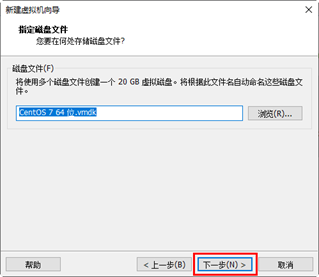 新建虚拟机向导
指定磁盘文件
您要在何处存储磁盘文件?
磁盘文件(F)
将使用多个磁盘文件创建一个 20 GB 虚拟磁盘。将根据此文件名自动命名这些磁盘文
件。
CentOS 7 64 位.vmdk
浏览(R)...
帮助
< 上一步(B)
下一步(N) >
取消